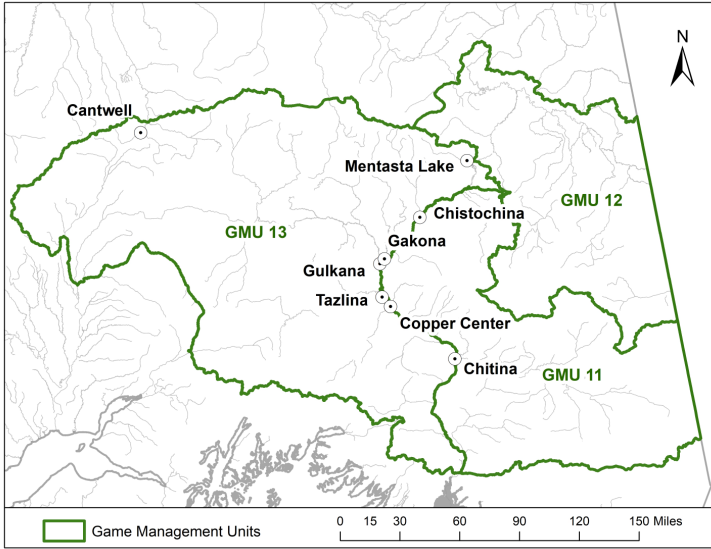 N
Cantwell
Mentasta Lake
GMU 12
Chistochina
GMU 13
Gakona
Gulkana
Tazlina
Copper Center
Chitina
GMU 11
Game Management Units
0 15 30 60 90 120 150 Miles